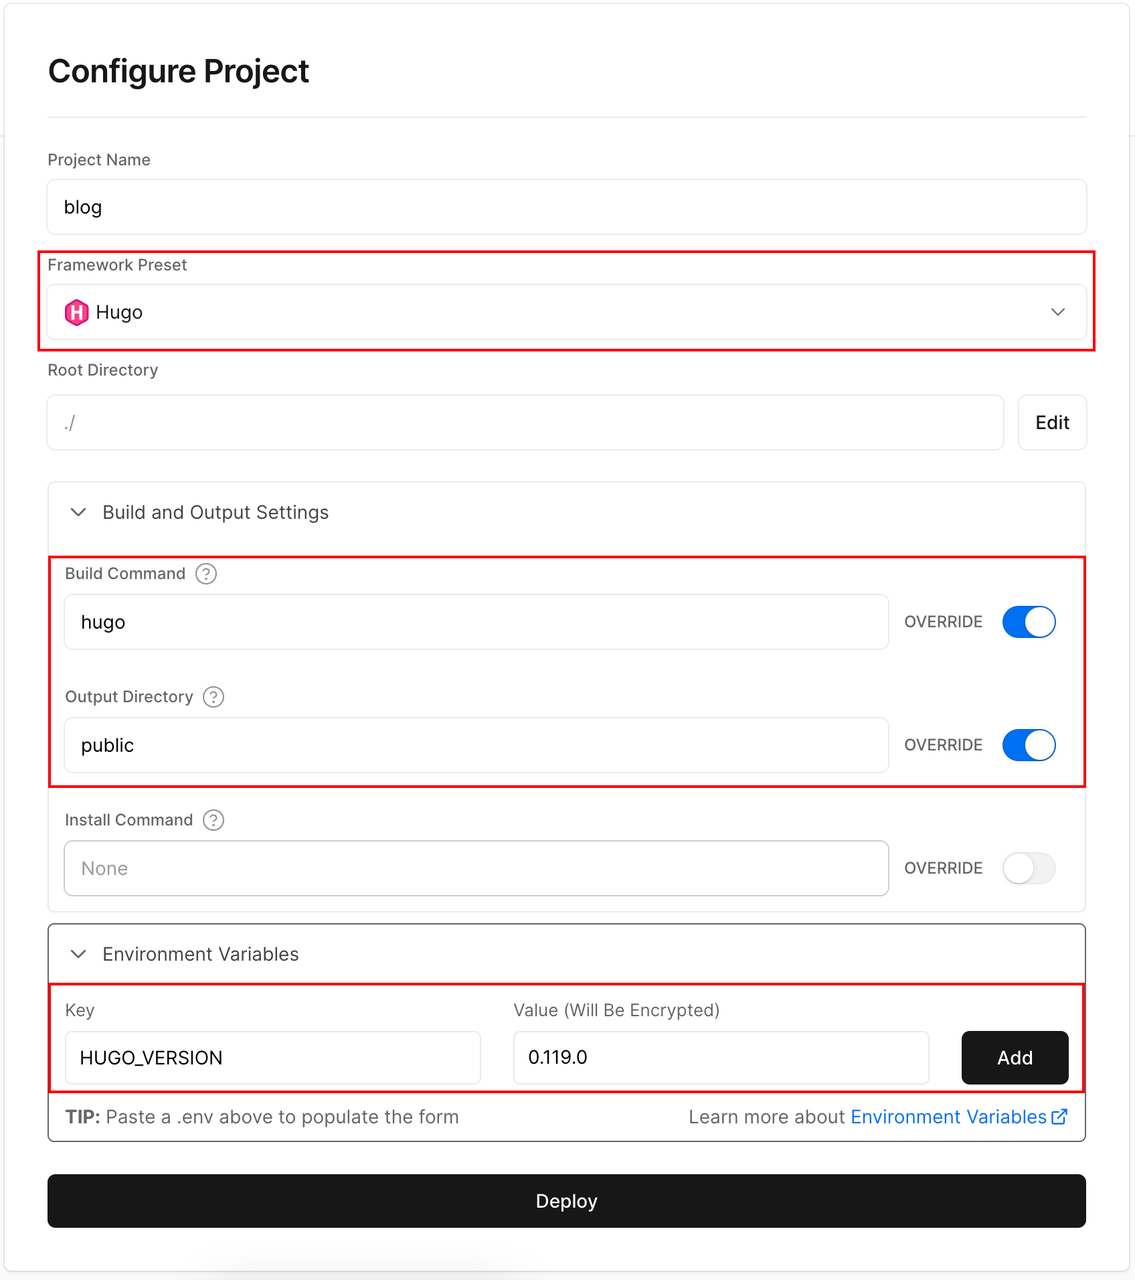 Configure Project
Project Name
blog
Framework Preset
H Hugo
Root Directory
./ Edit
Build and Output Settings
Build Command ?
hugo OVERRIDE
Output Directory ?
public OVERRIDE
Install Command ?
None OVERRIDE
Environment Variables
Key Value (Will Be Encrypted)
HUGO_VERSION 0.119.0 Add
TIP: Paste a .env above to populate the form Learn more about Environment Variables
Deploy